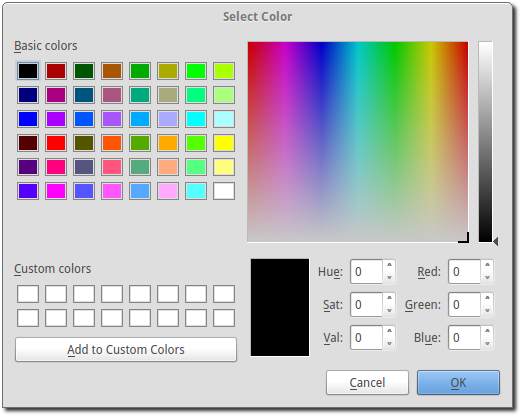 Select Color
Basic colors
Custom colors
Add to Custom Colors
Hue: 0 Red: 0
Sat: 0 Green: 0
Val: 0 Blue: 0
Cancel OK